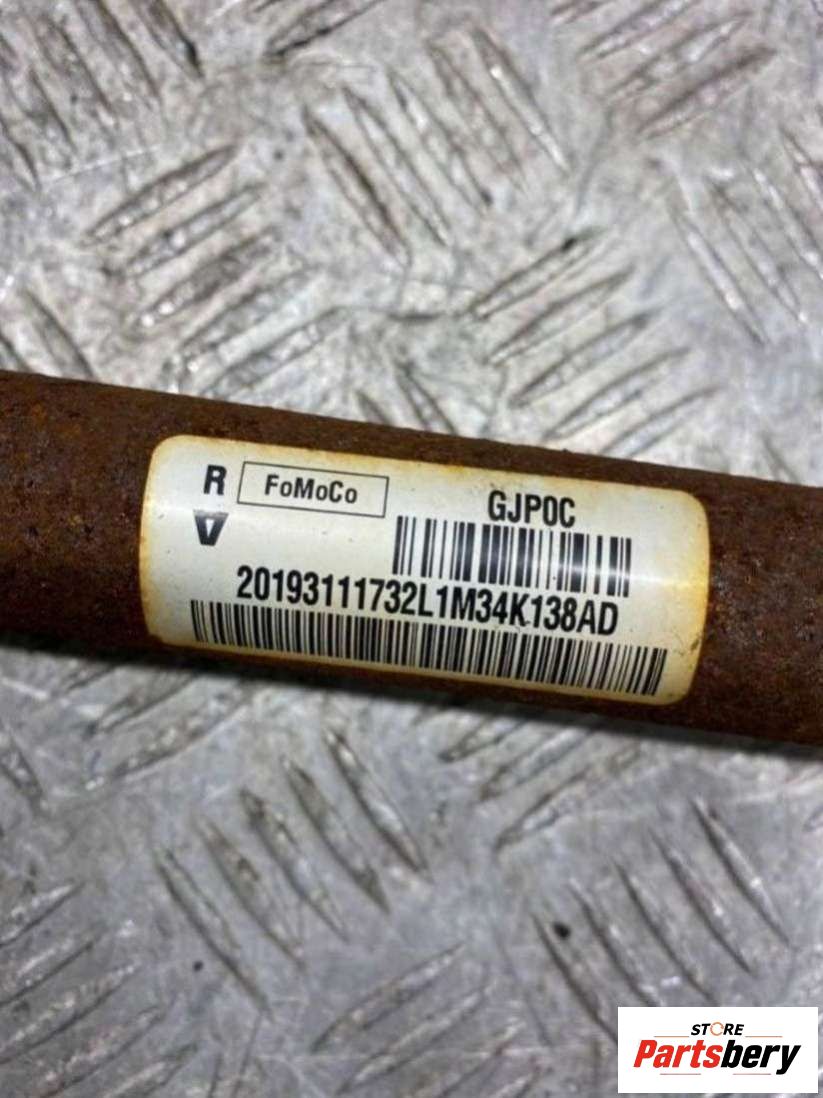 R FoMoCo
GJP0C
V
20193111732L1M34K138AD
STORE
Partsbery